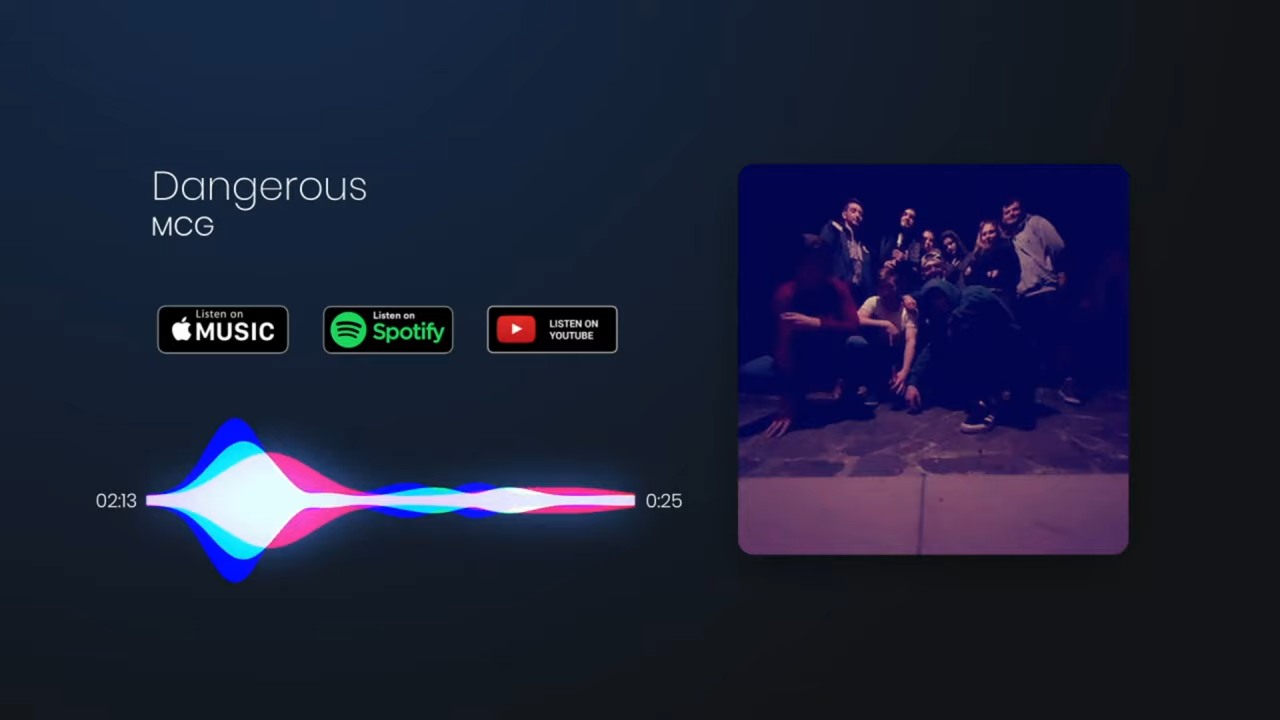 Dangerous
MCG
Listen on
MUSIC
Listen on
Spotify
LISTEN ON
YOUTUBE
02:13
0:25